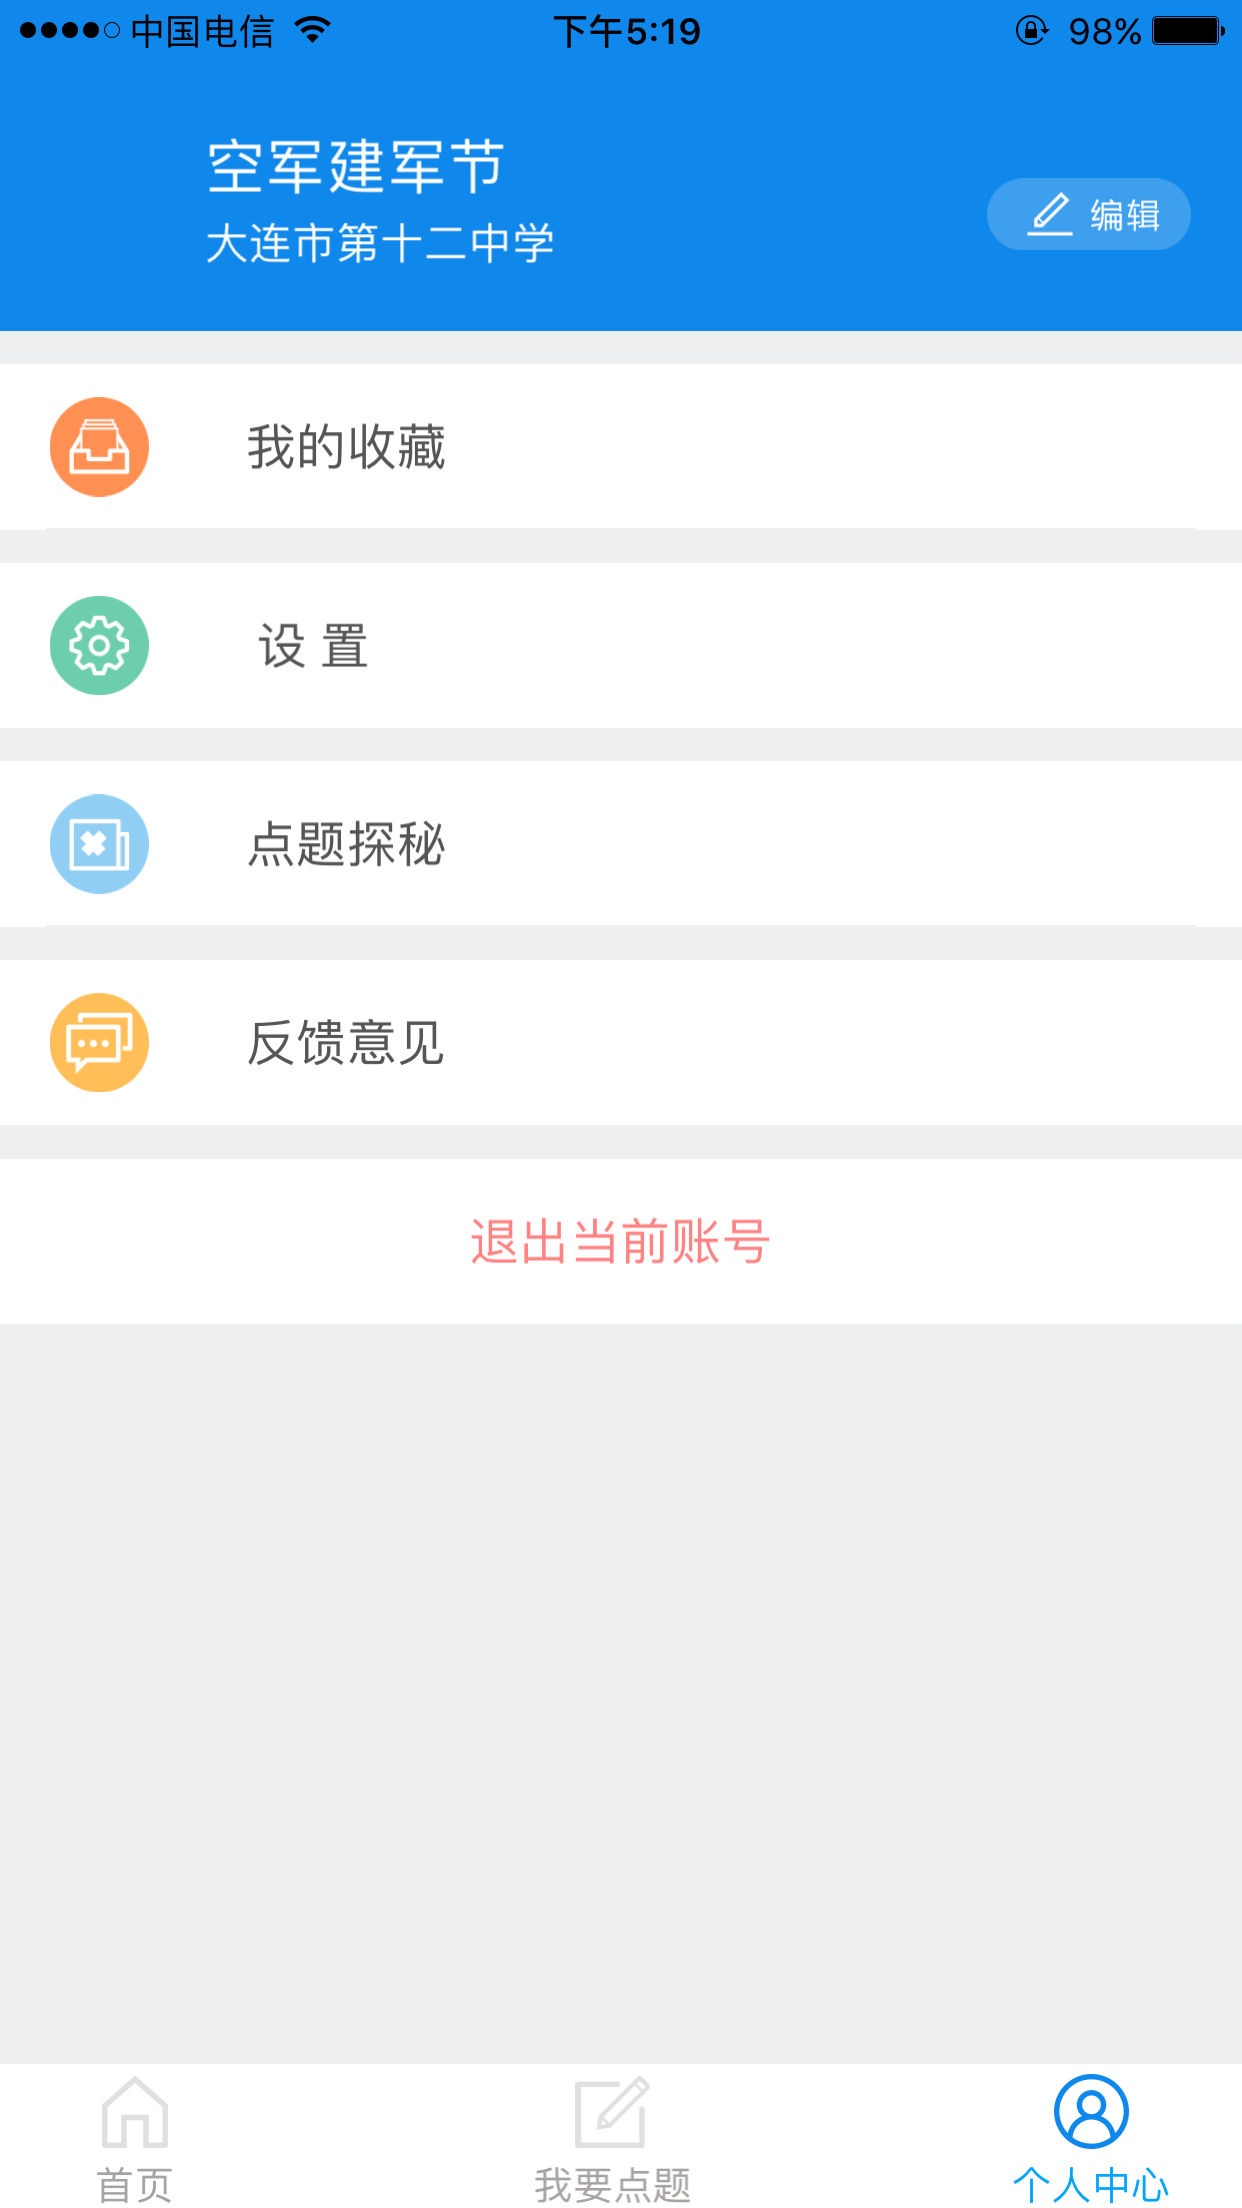 中国电信 下午5:19 98%
空军建军节
大连市第十二中学
编辑
我的收藏
设 置
点题探秘
反馈意见
退出当前账号
首页 我要点题 个人中心